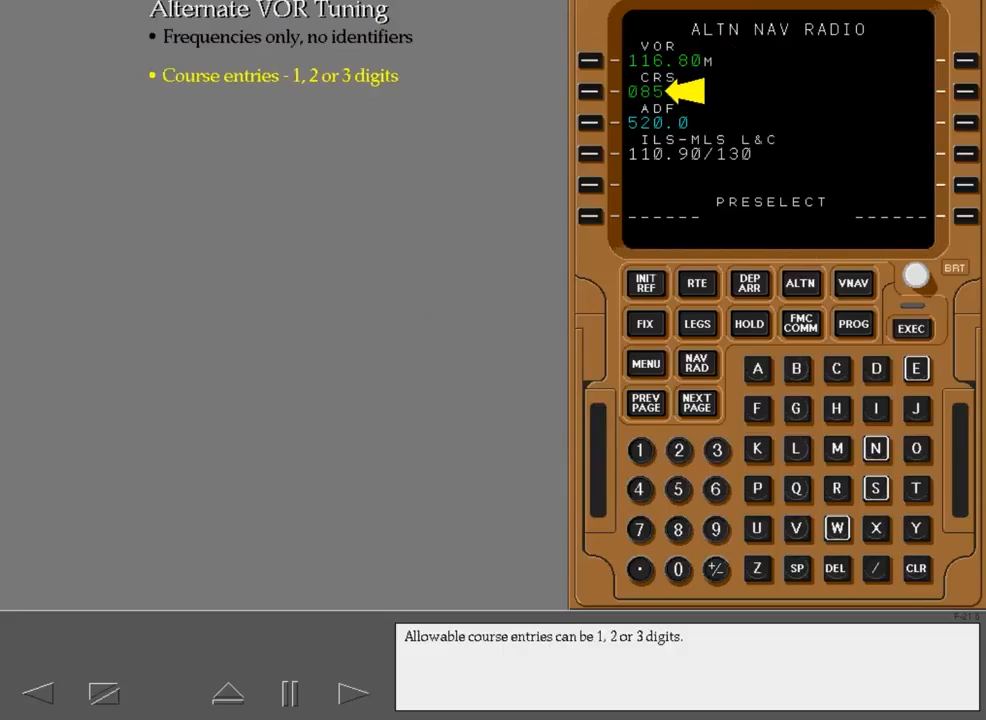 Alternate VOR Tuning
• Frequencies only, no identifiers
• Course entries - 1, 2 or 3 digits
ALTN NAV RADIO
VOR
116.80M
CRS
085
ADF
520.0
ILS-MLS L&C
110.90/130
PRESELECT
------ ------
BRT
INIT REF RTE DEP ARR ALTN VNAV
FIX LEGS HOLD FMC COMM PROG EXEC
MENU NAV RAD
PREV PAGE NEXT PAGE
A B C D E
F G H I J
1 2 3 K L M N O
4 5 6 P Q R S T
7 8 9 U V W X Y
. 0 +/- Z SP DEL / CLR
Allowable course entries can be 1, 2 or 3 digits.